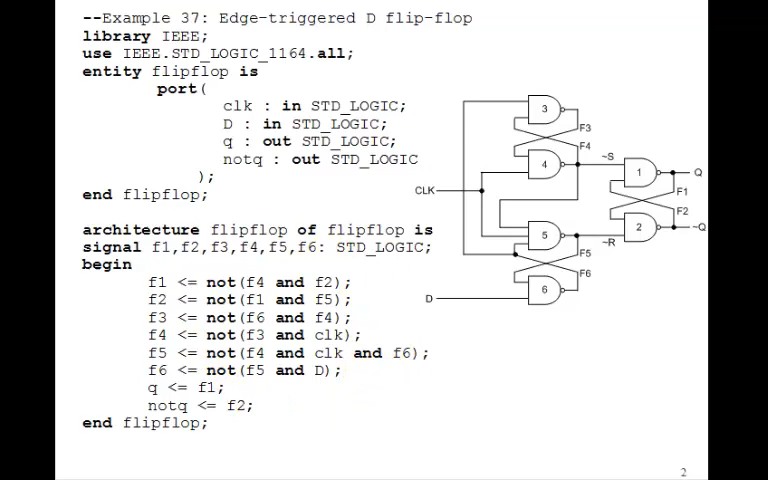 --Example 37: Edge-triggered D flip-flop
library IEEE;
use IEEE.STD_LOGIC_1164.all;
entity flipflop is
port(
clk : in STD_LOGIC;
D : in STD_LOGIC;
q : out STD_LOGIC;
notq : out STD_LOGIC
);
end flipflop;
architecture flipflop of flipflop is
signal f1,f2,f3,f4,f5,f6: STD_LOGIC;
begin
f1 <= not(f4 and f2);
f2 <= not(f1 and f5);
f3 <= not(f6 and f4);
f4 <= not(f3 and clk);
f5 <= not(f4 and clk and f6);
f6 <= not(f5 and D);
q <= f1;
notq <= f2;
end flipflop;
3
F3
F4
4
~S
1
Q
CLK
F1
F2
5
2
~Q
~R
F5
F6
6
D
2